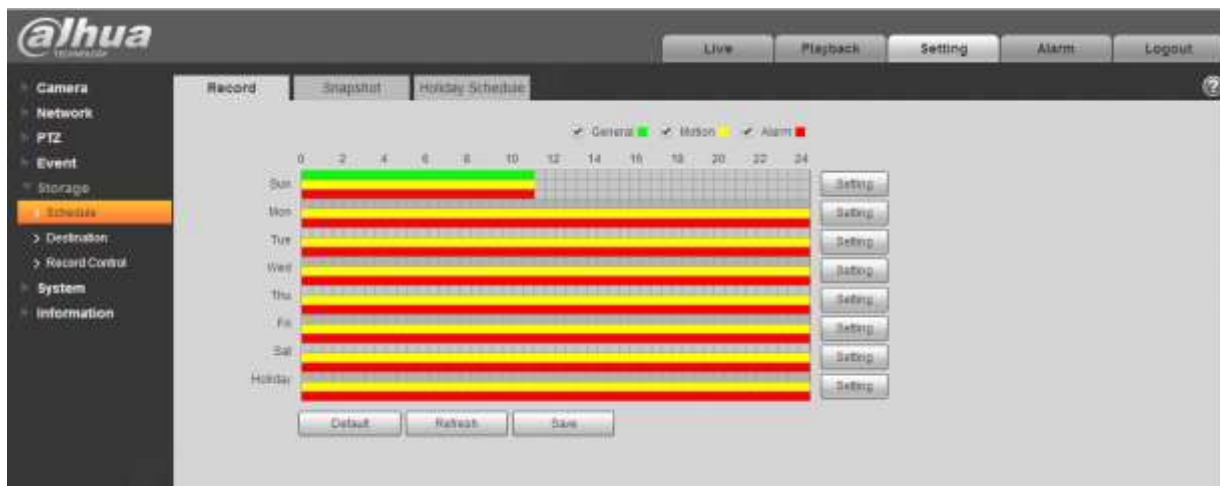 alhua
TECHNOLOGY
Live Playback Setting Alarm Logout
Camera
Network
PTZ
Event
Storage
Schedule
Destination
Record Control
System
Information
Record Snapshot Holiday Schedule
General Motion Alarm
0 2 4 6 8 10 12 14 16 18 20 22 24
Sun Setting
Mon Setting
Tue Setting
Wed Setting
Thu Setting
Fri Setting
Sat Setting
Holiday Setting
Default Refresh Save